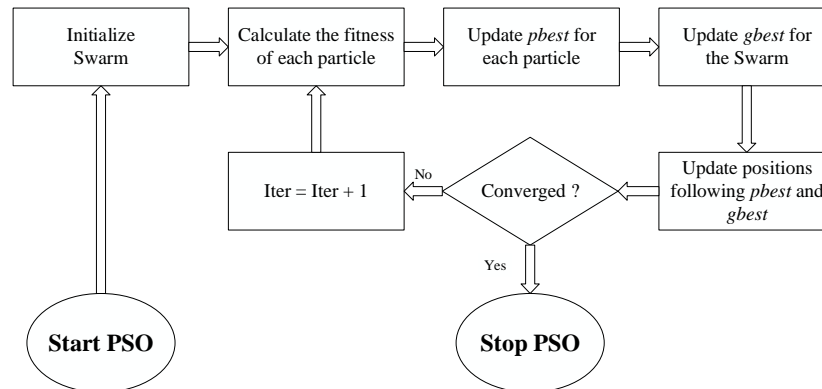 Initialize
Swarm
Calculate the fitness
of each particle
Update pbest for
each particle
Update gbest for
the Swarm
Update positions
following pbest and
gbest
Converged ?
No
Iter = Iter + 1
Yes
Start PSO
Stop PSO